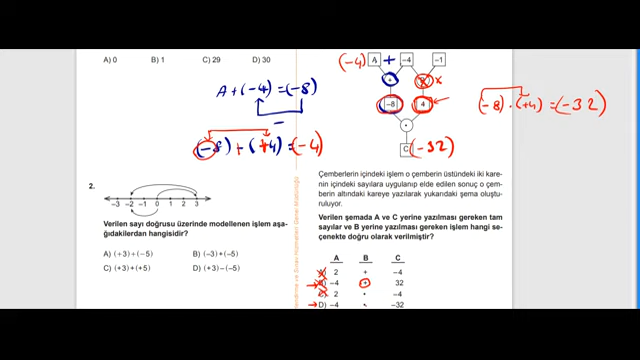 A) 0 B) 1 C) 29 D) 30
A + (-4) = (-8)
-
(-8) + (+4) = (-4)
2.
-3 -2 -1 0 1 2 3
Verilen sayı doğrusu üzerinde modellenen işlem aşağıdakilerden hangisidir?
A) (+3) + (-5) B) (-3) + (-5)
C) (+3) + (+5) D) (+3) - (-5)
(-4) A + -4 -1
+ x
-8 4
•
C (-32)
(-8) . (+4) = (-32)
Çemberlerin içindeki işlem o çemberin üstündeki iki karenin içindeki sayılara uygulanıp elde edilen sonuç o çemberin altındaki kareye yazılarak yukarıdaki şema oluşturuluyor.
Verilen şemada A ve C yerine yazılması gereken tam sayılar ve B yerine yazılması gereken işlem hangi seçenekte doğru olarak verilmiştir?
A B C
A) 2 + -4
B) -4 + 32
C) 2 • -4
D) -4 • -32